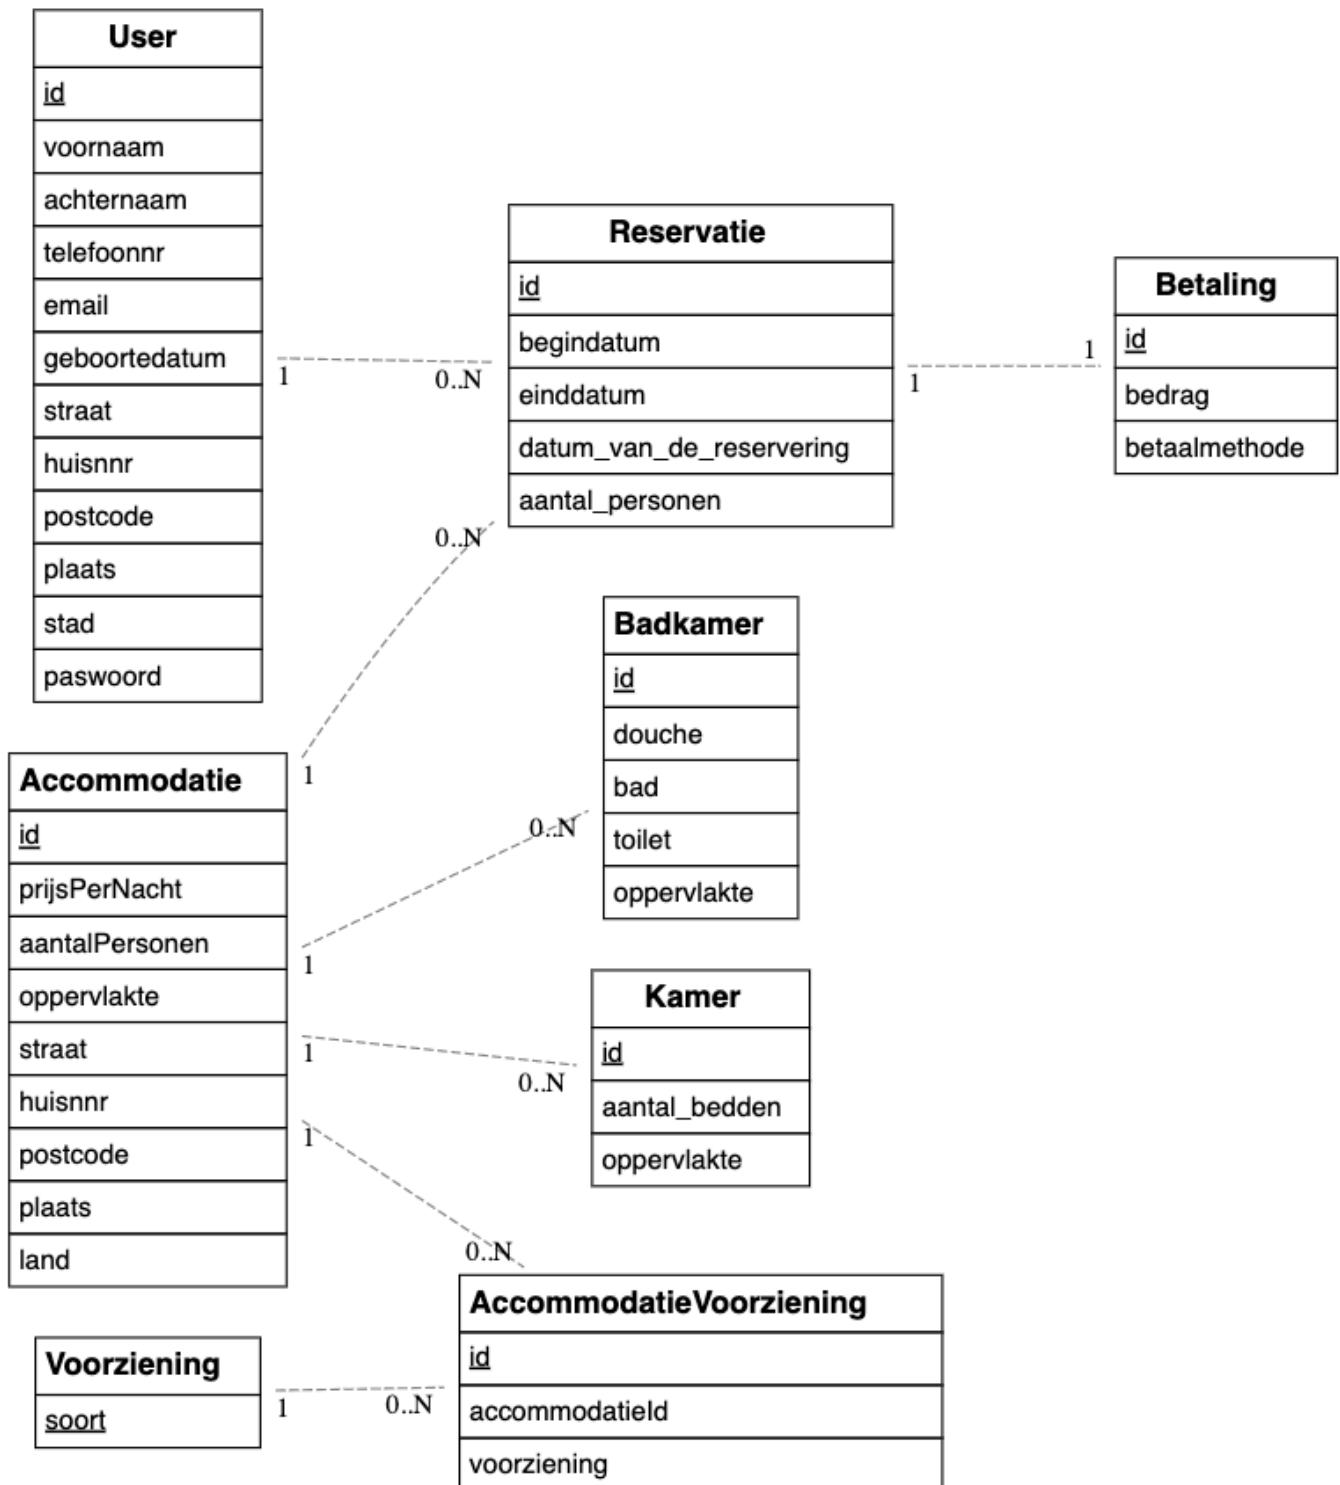 User
id
voornaam
achternaam
telefoonnr
email
geboortedatum
straat
huisnnr
postcode
plaats
stad
paswoord
1
0..N
Reservatie
id
begindatum
einddatum
datum_van_de_reservering
aantal_personen
1
1
Betaling
id
bedrag
betaalmethode
0..N
1
Accommodatie
id
prijsPerNacht
aantalPersonen
oppervlakte
straat
huisnnr
postcode
plaats
land
0..N
1
Badkamer
id
douche
bad
toilet
oppervlakte
1
0..N
Kamer
id
aantal_bedden
oppervlakte
1
0..N
AccommodatieVoorziening
id
accommodatieId
voorziening
Voorziening
soort
1
0..N